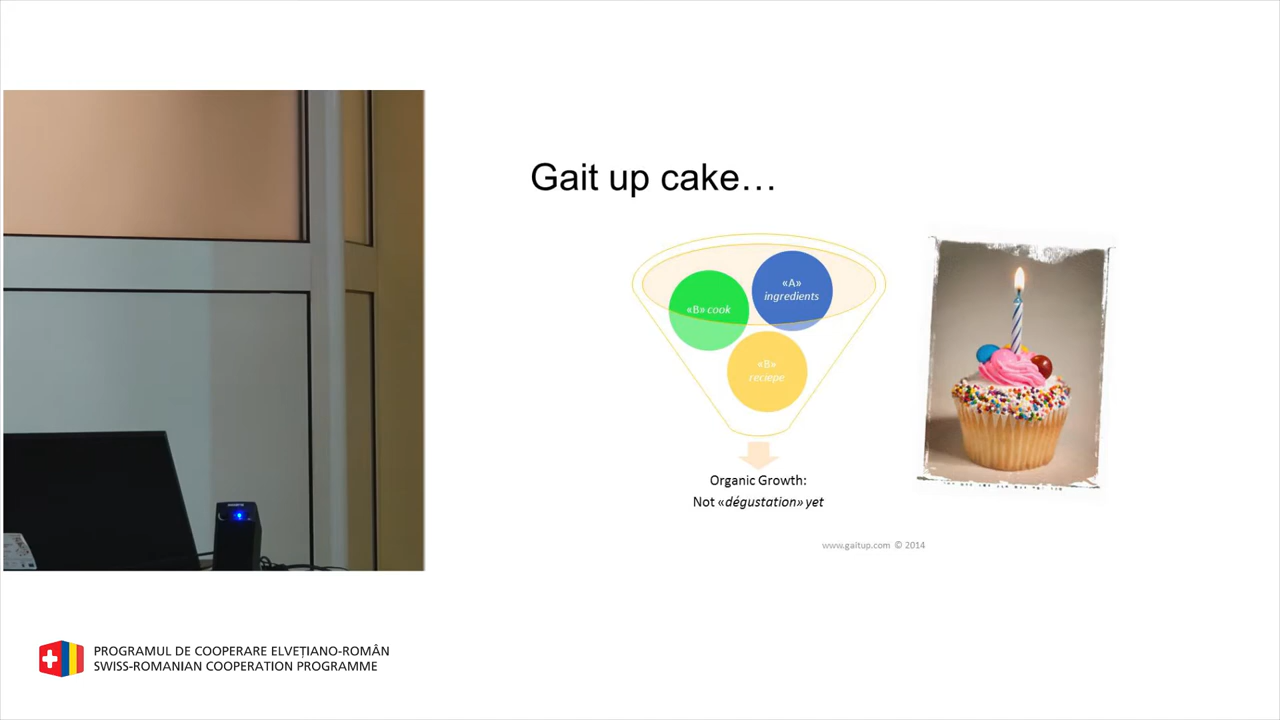 Gait up cake…
«A»
ingredients
«B» cook
«B»
reciepe
Organic Growth:
Not «dégustation» yet
www.gaitup.com © 2014
PROGRAMUL DE COOPERARE ELVEȚIANO-ROMÂN
SWISS-ROMANIAN COOPERATION PROGRAMME